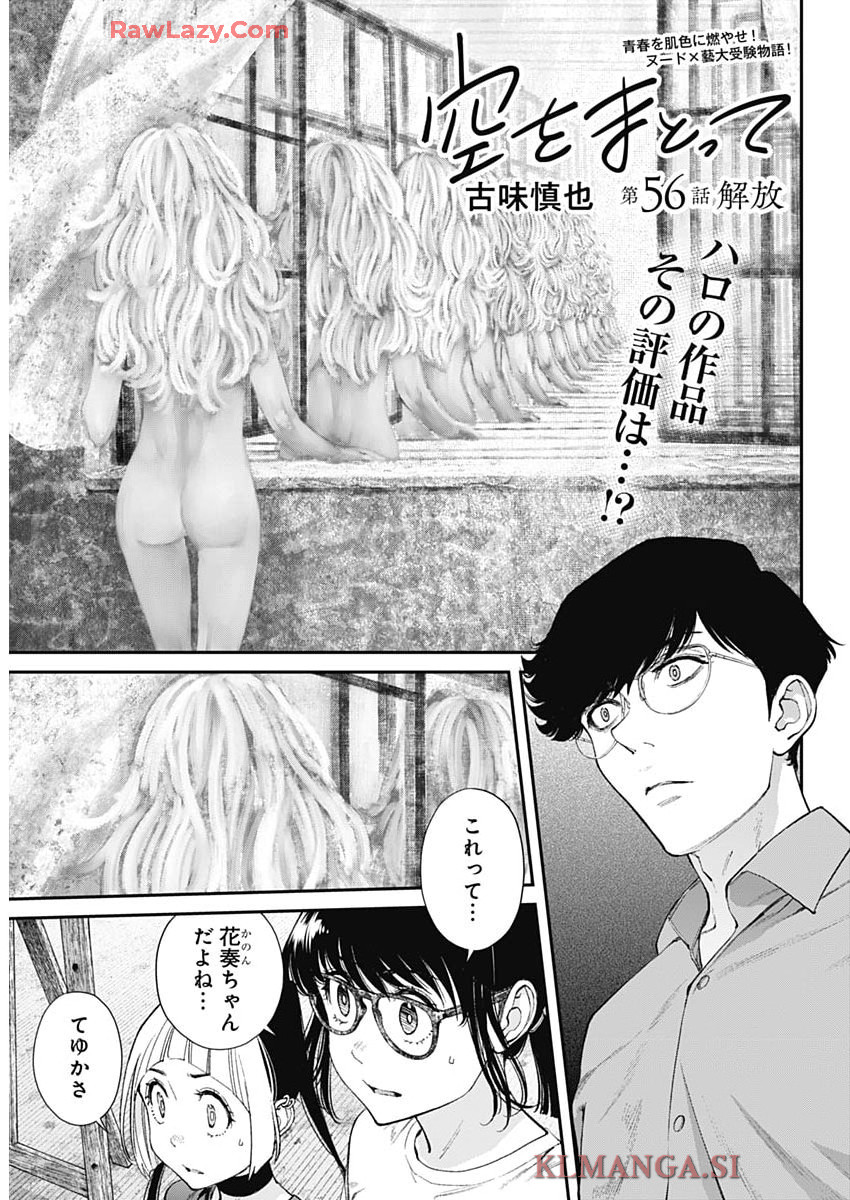 RawLazy.Com
青春を肌色に燃やせ！
ヌード×藝大受験物語！
空をまとって
古味慎也
第56話 解放
ハロの作品
その評価は…!?
これって…
花奏ちゃん
かのん
だよね…
てゆかさ
KLMANGA.SI